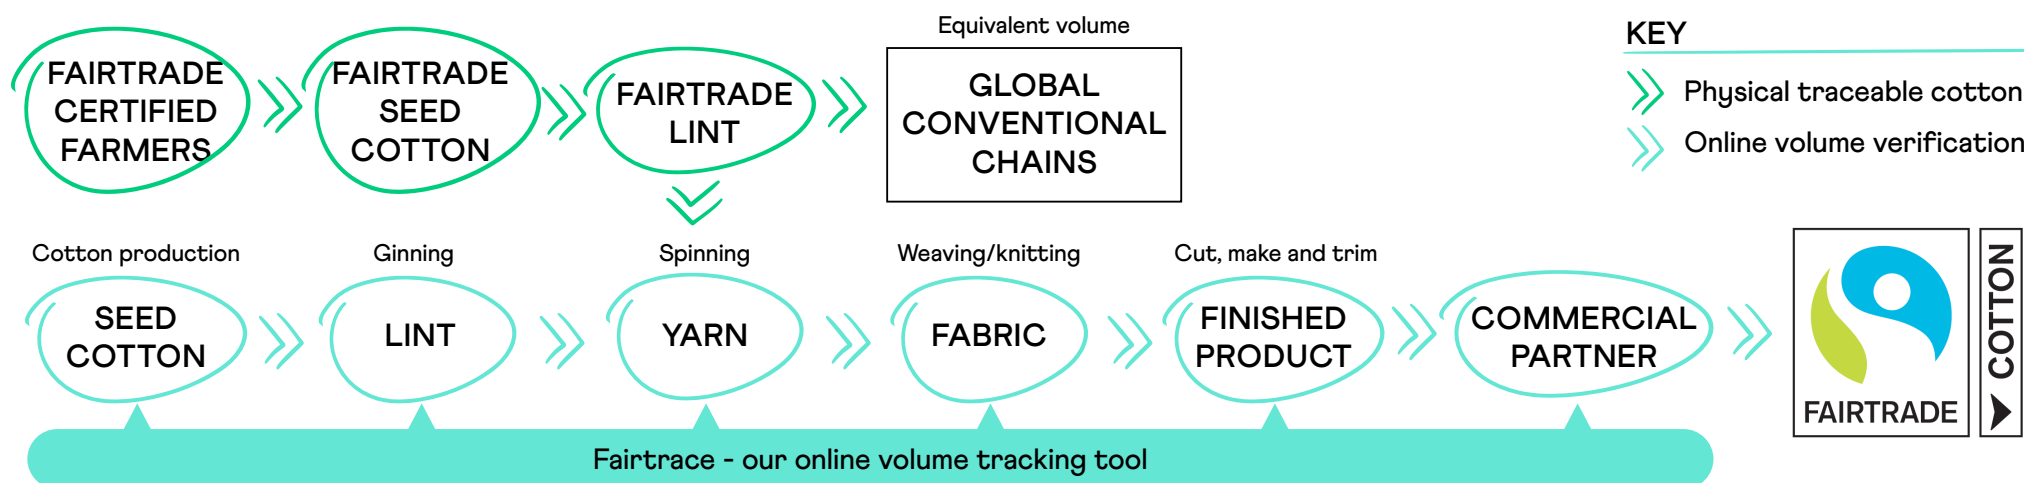 Equivalent volume
KEY
FAIRTRADE
CERTIFIED
FARMERS
FAIRTRADE
SEED
COTTON
FAIRTRADE
LINT
GLOBAL
CONVENTIONAL
CHAINS
Physical traceable cotton
Online volume verification
Cotton production
Ginning
Spinning
Weaving/knitting
Cut, make and trim
SEED
COTTON
LINT
YARN
FABRIC
FINISHED
PRODUCT
COMMERCIAL
PARTNER
FAIRTRADE
COTTON
Fairtrace - our online volume tracking tool